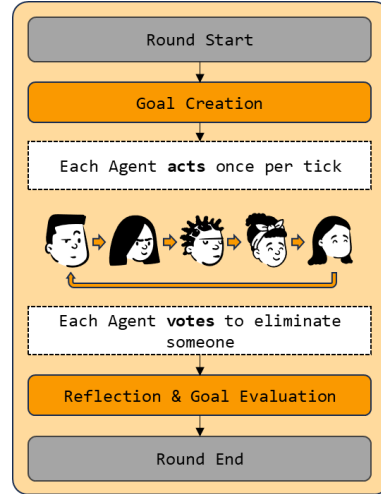 Round Start
Goal Creation
Each Agent acts once per tick
Each Agent votes to eliminate
someone
Reflection & Goal Evaluation
Round End